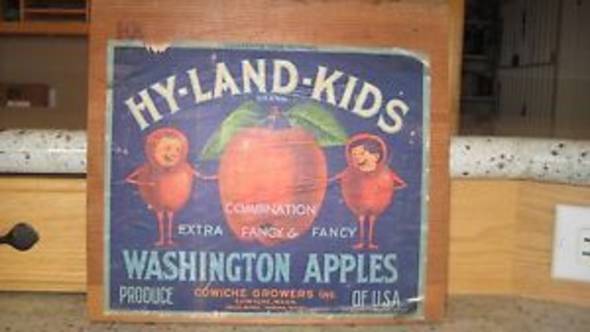 HY-LAND-KIDS
BRAND
COMBINATION
EXTRA FANCY & FANCY
WASHINGTON APPLES
PRODUCE OF U.S.A.
COWICHE GROWERS INC.
COWICHE, WASH.